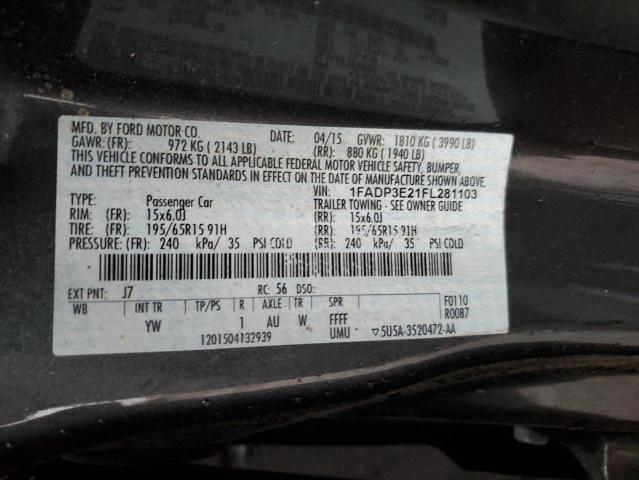 MFD. BY FORD MOTOR CO. DATE: 04/15 GVWR: 1810 KG ( 3990 LB)
GAWR: (FR): 972 KG ( 2143 LB) (RR): 880 KG ( 1940 LB)
THIS VEHICLE CONFORMS TO ALL APPLICABLE FEDERAL MOTOR VEHICLE SAFETY, BUMPER,
AND THEFT PREVENTION STANDARDS IN EFFECT ON THE DATE OF MANUFACTURE SHOWN ABOVE.
VIN: 1FADP3E21FL281103
TYPE: Passenger Car TRAILER TOWING - SEE OWNER GUIDE
RIM: (FR): 15x6.0J (RR): 15x6.0J
TIRE: (FR): 195/65R15 91H (RR): 195/65R15 91H
PRESSURE: (FR): 240 kPa/ 35 PSI COLD (RR): 240 kPa/ 35 PSI COLD
EXT PNT: J7 RC: 56 DSO: F0110
WB INT TR TP/PS R AXLE TR SPR R0087
YW 1 AU W FFFF
1201504132939 UMU ▽5U5A-3520472-AA